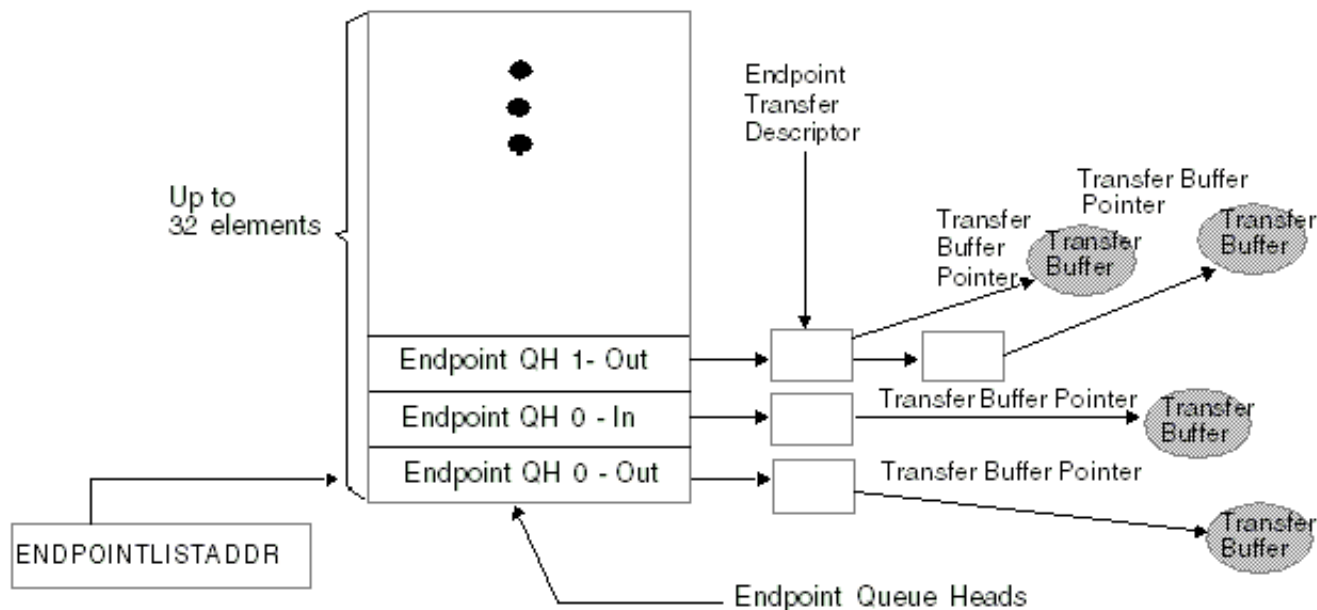 Endpoint
Transfer
Descriptor
Up to
32 elements
Transfer Buffer
Pointer
Transfer
Buffer
Pointer
Transfer
Buffer
Transfer
Buffer
Endpoint QH 1- Out
Endpoint QH 0 - In
Transfer Buffer Pointer
Transfer
Buffer
Endpoint QH 0 - Out
Transfer Buffer Pointer
Transfer
Buffer
ENDPOINTLISTADDR
Endpoint Queue Heads